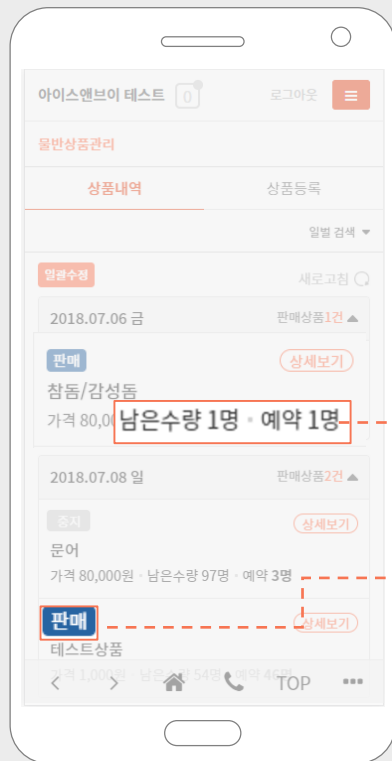 아이스앤브이 테스트 0 로그아웃
물반상품관리
상품내역 상품등록
일별 검색
일괄수정 새로고침
2018.07.06 금 판매상품1건
판매 상세보기
참돔/감성돔
가격 80,00 남은수량 1명 · 예약 1명
2018.07.08 일 판매상품2건
중지 상세보기
문어
가격 80,000원 · 남은수량 97명 · 예약 3명
판매 상세보기
테스트상품
가격 1,000원 · 남은수량 54명 · 예약 46명
TOP